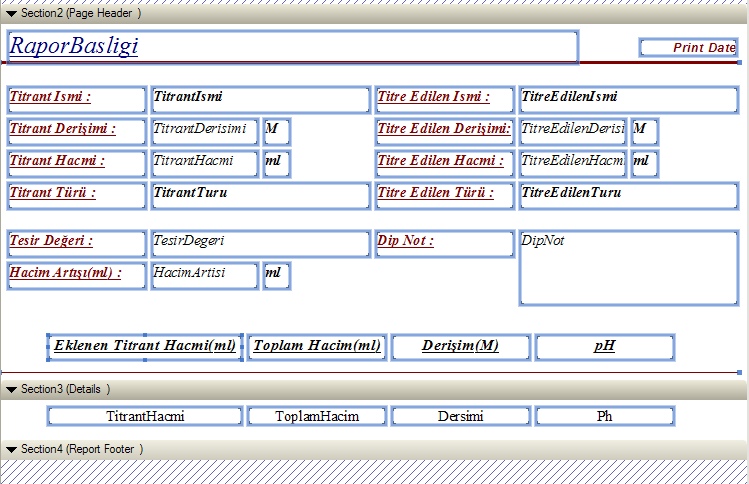 Section2 (Page Header )
RaporBasligi Print Date
Titrant Ismi : TitrantIsmi Titre Edilen Ismi : TitreEdilenIsmi
Titrant Derişimi : TitrantDerisimi M Titre Edilen Derişimi: TitreEdilenDerisi M
Titrant Hacmi : TitrantHacmi ml Titre Edilen Hacmi : TitreEdilenHacm ml
Titrant Türü : TitrantTuru Titre Edilen Türü : TitreEdilenTuru
Tesir Değeri : TesirDegeri Dip Not : DipNot
Hacim Artışı(ml) : HacimArtisi ml
Eklenen Titrant Hacmi(ml) Toplam Hacim(ml) Derişim(M) pH
Section3 (Details )
TitrantHacmi ToplamHacim Dersimi Ph
Section4 (Report Footer )